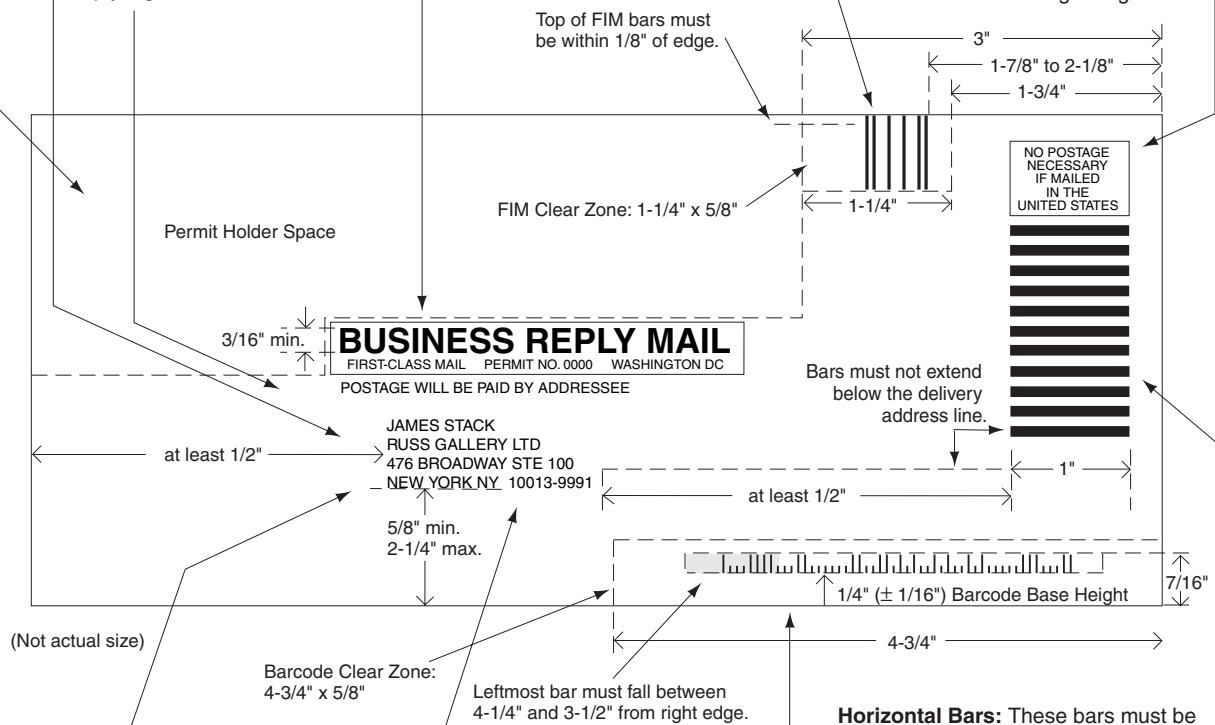 Top of FIM bars must
be within 1/8" of edge.
3"
1-7/8" to 2-1/8"
1-3/4"
NO POSTAGE
NECESSARY
IF MAILED
IN THE
UNITED STATES
FIM Clear Zone: 1-1/4" x 5/8"
1-1/4"
Permit Holder Space
3/16" min.
BUSINESS REPLY MAIL
FIRST-CLASS MAIL PERMIT NO. 0000 WASHINGTON DC
POSTAGE WILL BE PAID BY ADDRESSEE
Bars must not extend
below the delivery
address line.
JAMES STACK
RUSS GALLERY LTD
476 BROADWAY STE 100
NEW YORK NY 10013-9991
at least 1/2"
1"
at least 1/2"
5/8" min.
2-1/4" max.
7/16"
1/4" (± 1/16") Barcode Base Height
(Not actual size)
4-3/4"
Barcode Clear Zone:
4-3/4" x 5/8"
Leftmost bar must fall between
4-1/4" and 3-1/2" from right edge.
Horizontal Bars: These bars must be